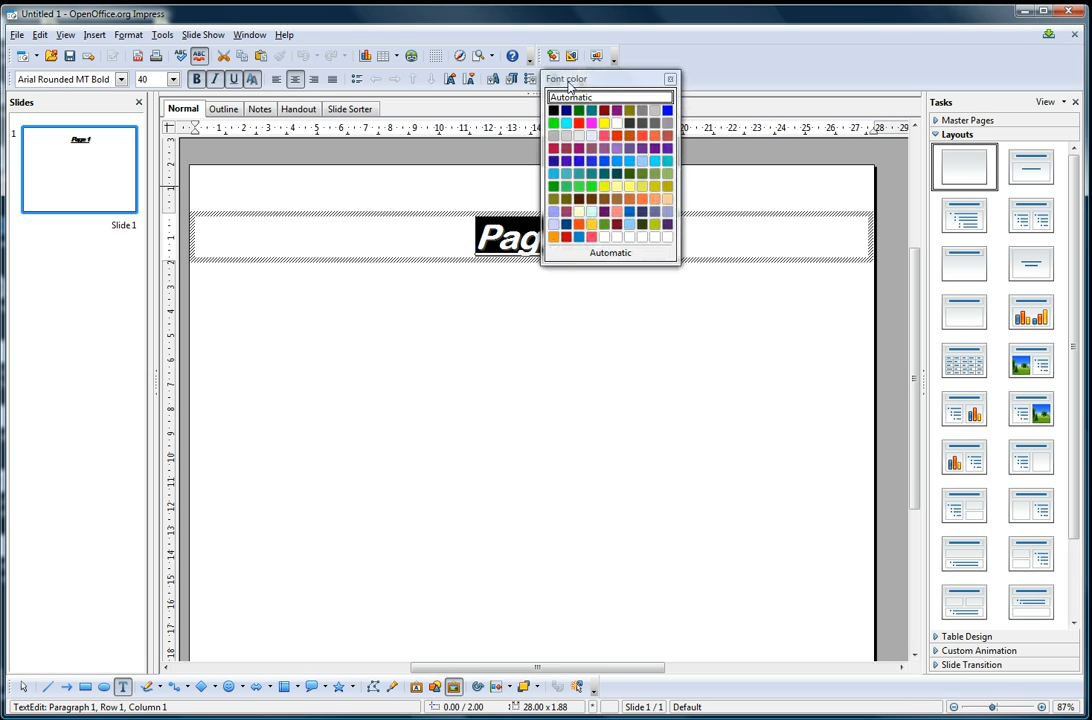 Untitled 1 - OpenOffice.org Impress
File Edit View Insert Format Tools Slide Show Window Help
Arial Rounded MT Bold 40 B I U A
Font color
Automatic
Automatic
Slides
1
Page 1
Slide 1
Normal Outline Notes Handout Slide Sorter
Pag
Tasks View
Master Pages
Layouts
Table Design
Custom Animation
Slide Transition
TextEdit: Paragraph 1, Row 1, Column 1 0.00 / 2.00 28.00 x 1.88 * Slide 1 / 1 Default 87%